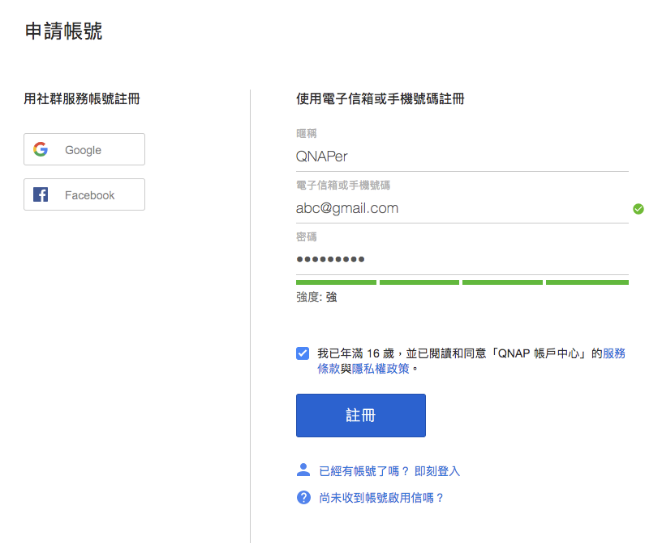 申請帳號
用社群服務帳號註冊
Google
Facebook
使用電子信箱或手機號碼註冊
暱稱
QNAPer
電子信箱或手機號碼
abc@gmail.com
密碼
●●●●●●●●●
強度: 強
我已年滿 16 歲，並已閱讀和同意「QNAP 帳戶中心」的服務
條款與隱私權政策。
註冊
已經有帳號了嗎？ 即刻登入
尚未收到帳號啟用信嗎？